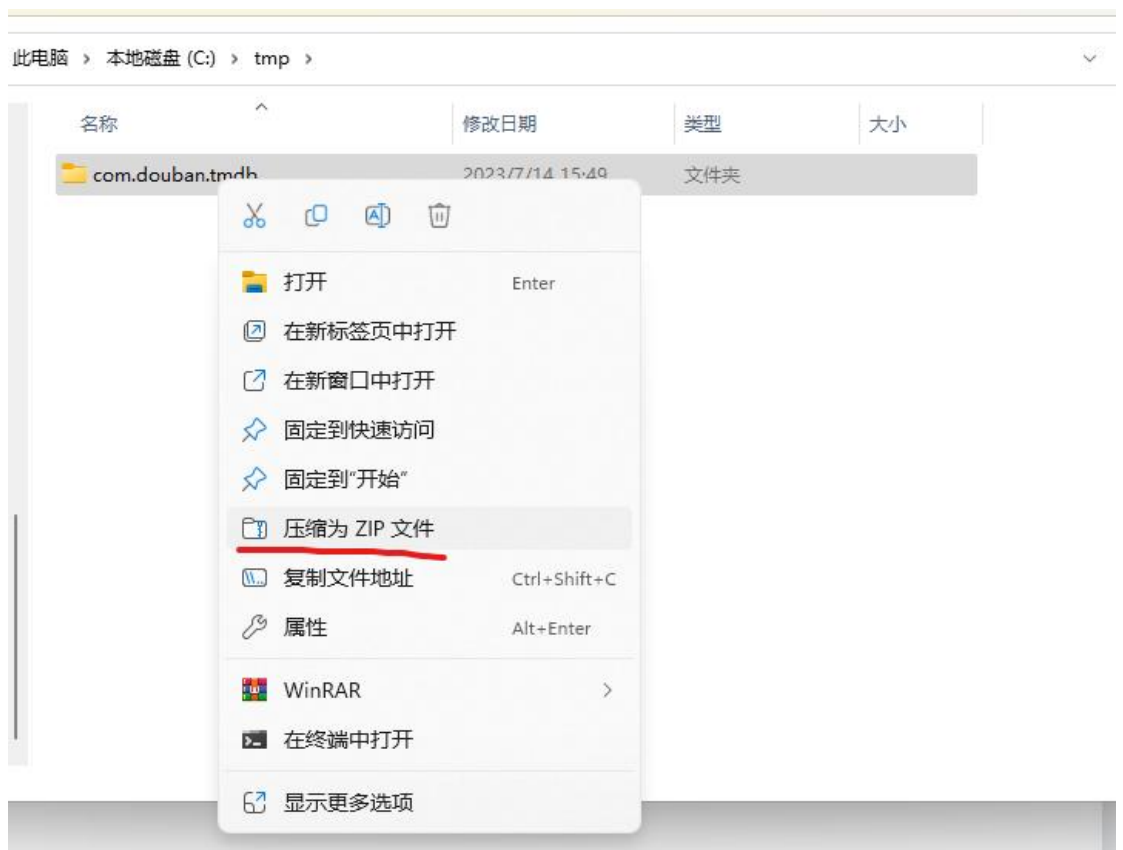 此电脑 › 本地磁盘 (C:) › tmp ›
名称 修改日期 类型 大小
com.douban.tmdb 2023/7/14 15:49 文件夹
打开 Enter
在新标签页中打开
在新窗口中打开
固定到快速访问
固定到"开始"
压缩为 ZIP 文件
复制文件地址 Ctrl+Shift+C
属性 Alt+Enter
WinRAR
在终端中打开
显示更多选项